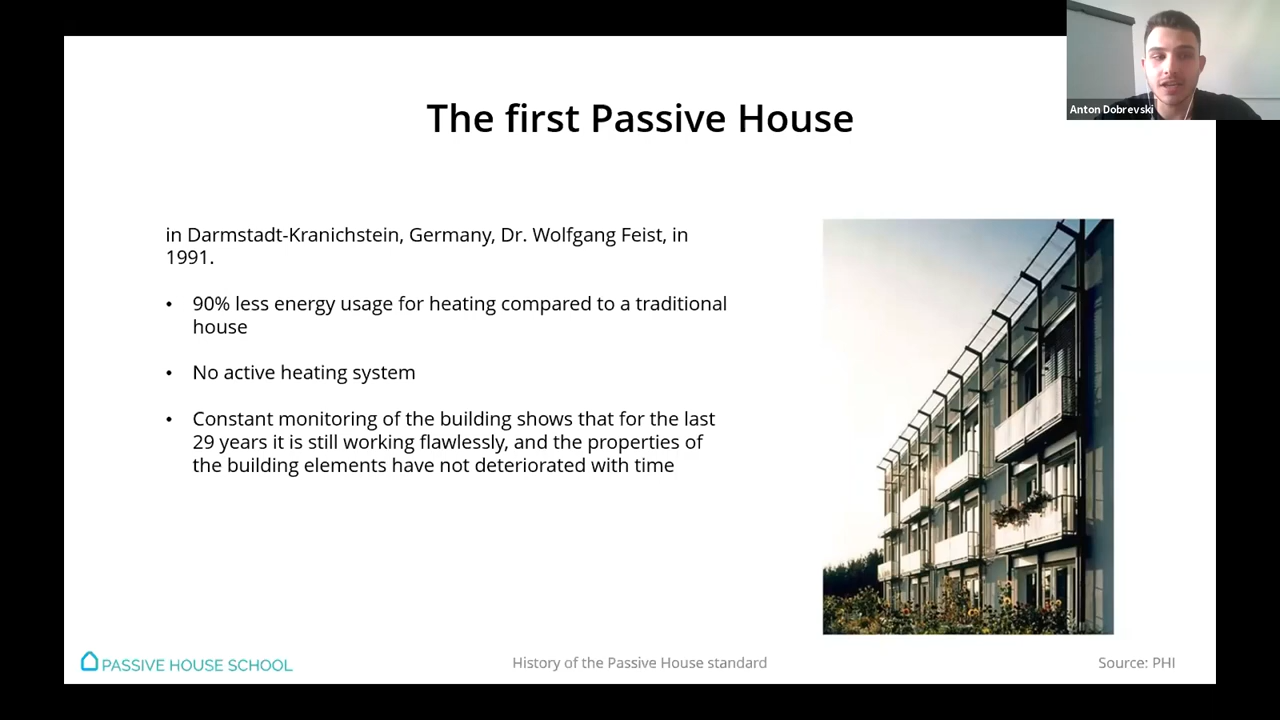 The first Passive House
Anton Dobrevski
in Darmstadt-Kranichstein, Germany, Dr. Wolfgang Feist, in
1991.
• 90% less energy usage for heating compared to a traditional
house
• No active heating system
• Constant monitoring of the building shows that for the last
29 years it is still working flawlessly, and the properties of
the building elements have not deteriorated with time
PASSIVE HOUSE SCHOOL
History of the Passive House standard
Source: PHI